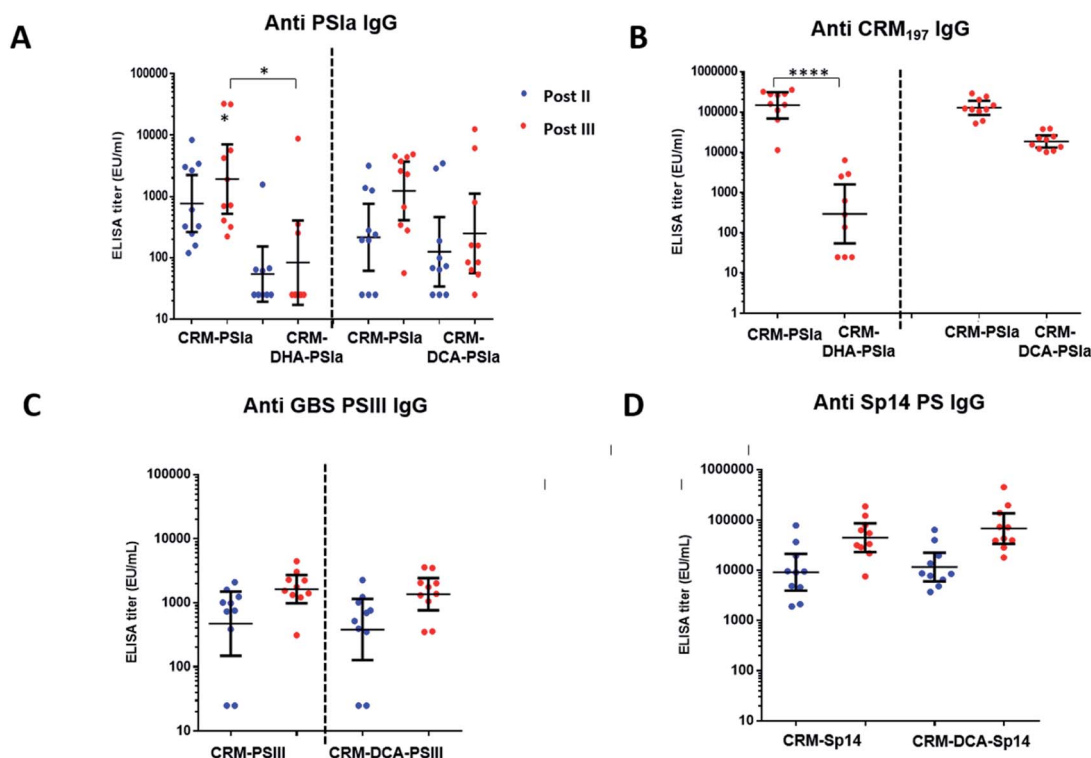 A
Anti PSIa IgG
ELISA titer (EU/ml)
100000
10000
1000
100
10
*
*
CRM-PSIa
CRM-
DHA-PSIa
CRM-PSIa
CRM-
DCA-PSIa
Post II
Post III
B
Anti CRM197 IgG
ELISA titer (EU/ml)
1000000
100000
10000
1000
100
10
1
****
CRM-PSIa
CRM-
DHA-PSIa
CRM-PSIa
CRM-
DCA-PSIa
C
Anti GBS PSIII IgG
ELISA titer (EU/mL)
100000
10000
1000
100
10
CRM-PSIII
CRM-DCA-PSIII
D
Anti Sp14 PS IgG
ELISA titer (EU/mL)
1000000
100000
10000
1000
100
10
CRM-Sp14
CRM-DCA-Sp14